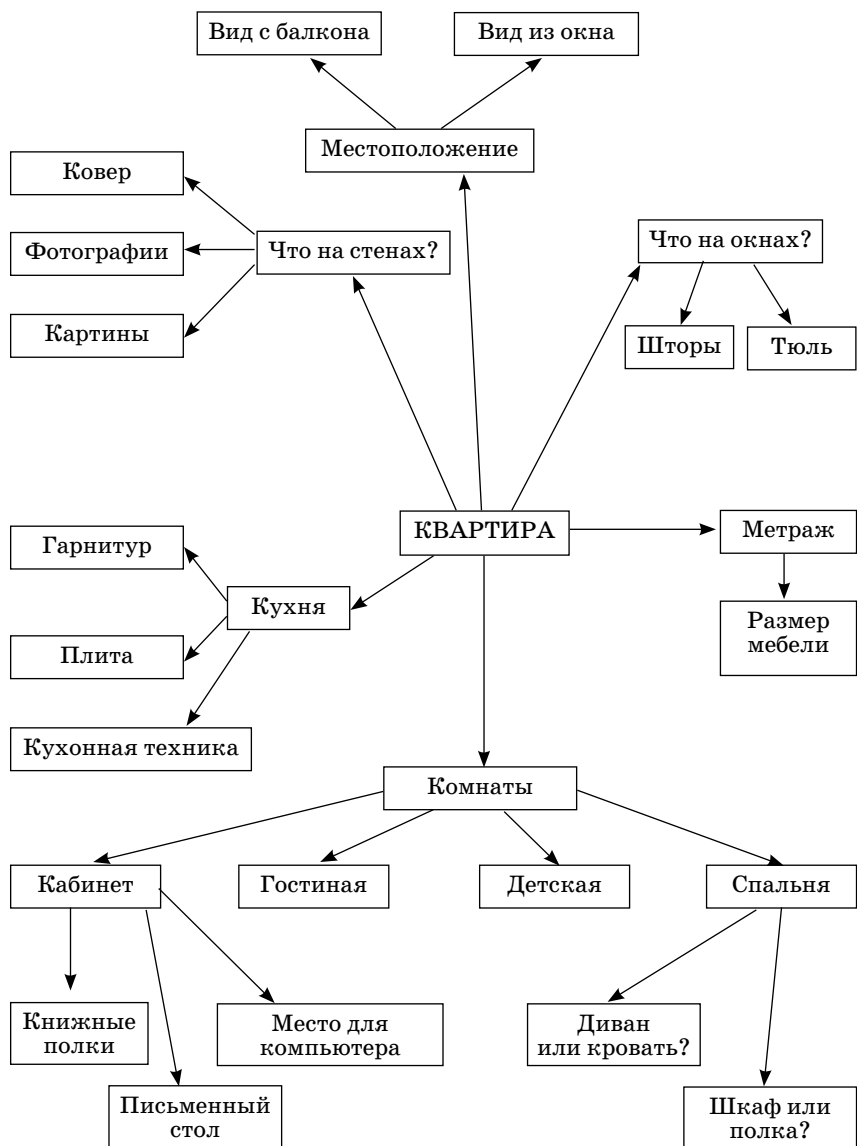 Вид с балкона
Вид из окна
Местоположение
Ковер
Фотографии
Картины
Что на стенах?
Что на окнах?
Шторы
Тюль
КВАРТИРА
Метраж
Размер
мебели
Гарнитур
Кухня
Плита
Кухонная техника
Комнаты
Кабинет
Гостиная
Детская
Спальня
Книжные
полки
Место для
компьютера
Письменный
стол
Диван
или кровать?
Шкаф или
полка?